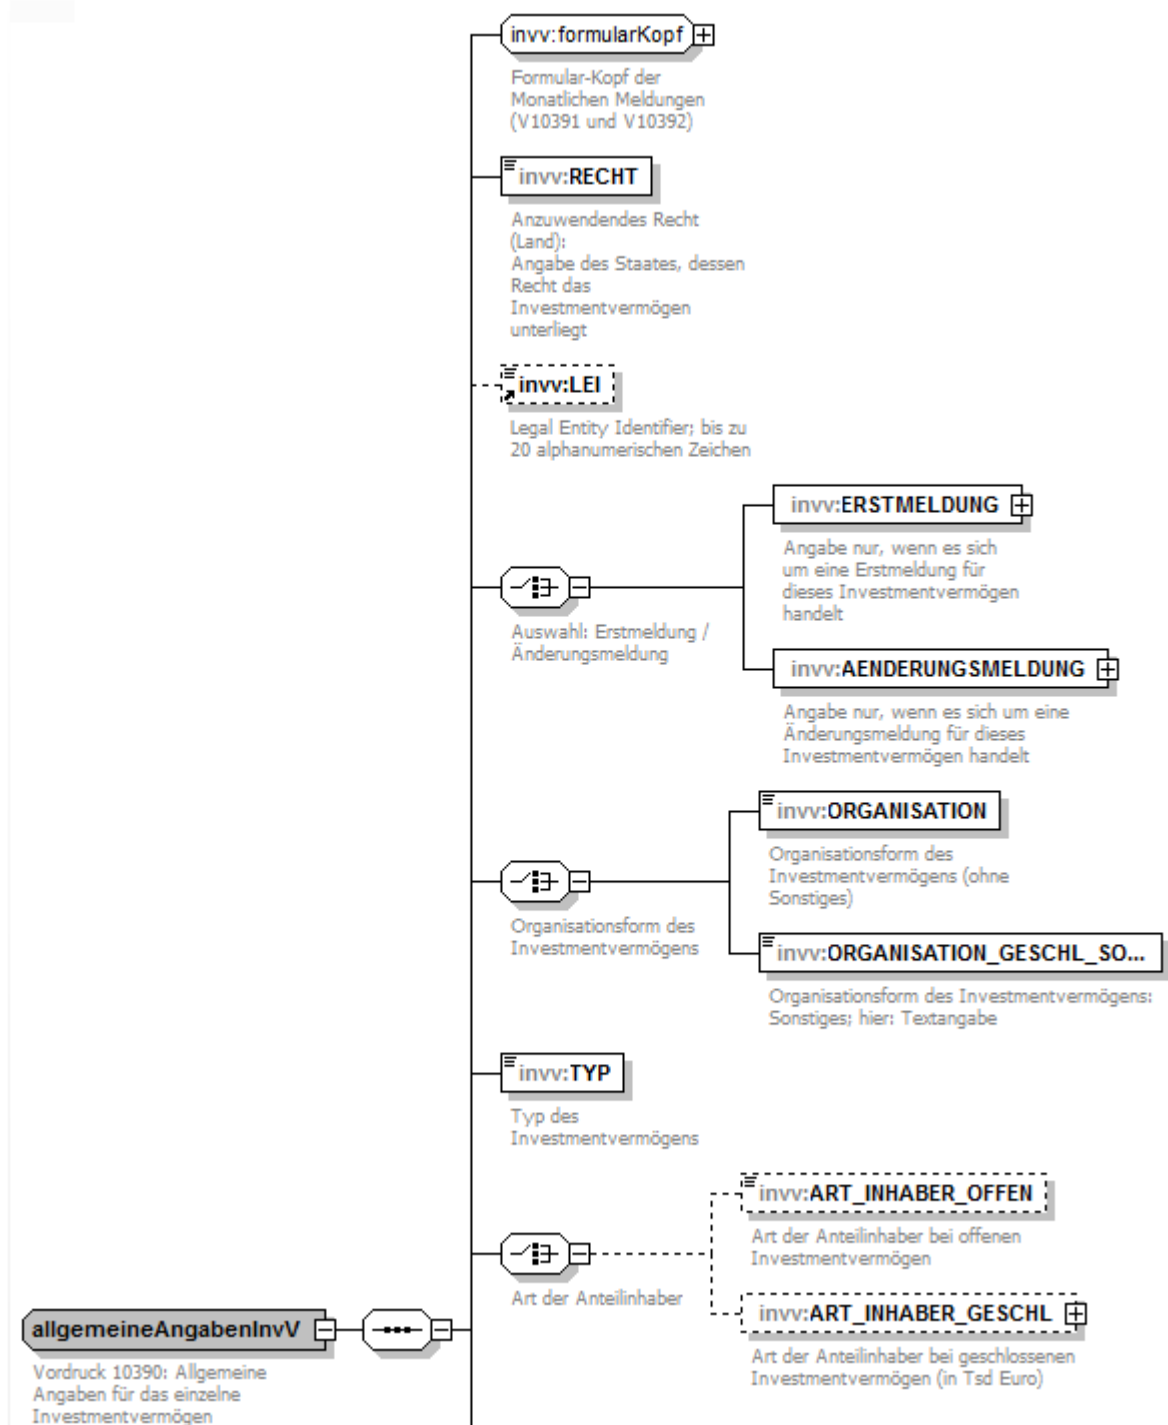 invv:formularKopf
Formular-Kopf der
Monatlichen Meldungen
(V10391 und V10392)
invv:RECHT
Anzuwendendes Recht
(Land):
Angabe des Staates, dessen
Recht das
Investmentvermögen
unterliegt
invv:LEI
Legal Entity Identifier; bis zu
20 alphanumerischen Zeichen
invv:ERSTMELDUNG
Angabe nur, wenn es sich
um eine Erstmeldung für
dieses Investmentvermögen
handelt
Auswahl: Erstmeldung /
Änderungsmeldung
invv:AENDERUNGSMELDUNG
Angabe nur, wenn es sich um eine
Änderungsmeldung für dieses
Investmentvermögen handelt
invv:ORGANISATION
Organisationsform des
Investmentvermögens (ohne
Sonstiges)
Organisationsform des
Investmentvermögens
invv:ORGANISATION_GESCHL_SO...
Organisationsform des Investmentvermögens:
Sonstiges; hier: Textangabe
invv:TYP
Typ des
Investmentvermögens
invv:ART_INHABER_OFFEN
Art der Anteilinhaber bei offenen
Investmentvermögen
Art der Anteilinhaber
invv:ART_INHABER_GESCHL
Art der Anteilinhaber bei geschlossenen
Investmentvermögen (in Tsd Euro)
allgemeineAngabenInvV
Vordruck 10390: Allgemeine
Angaben für das einzelne
Investmentvermögen